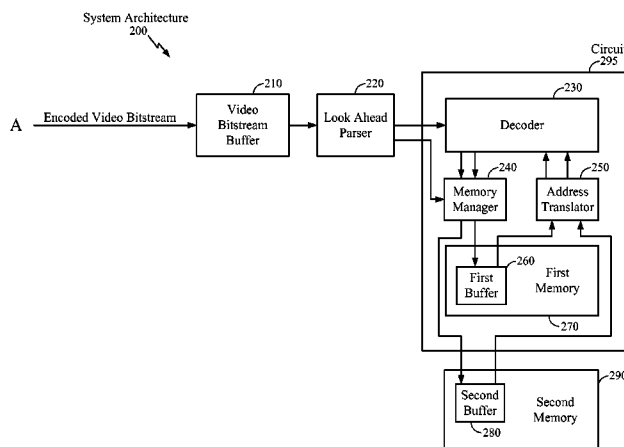 System Architecture
200
Circuit
295
210
220
230
A
Encoded Video Bitstream
Video
Bitstream
Buffer
Look Ahead
Parser
Decoder
240
250
Memory
Manager
Address
Translator
260
First
Buffer
First
Memory
270
290
Second
Buffer
Second
Memory
280